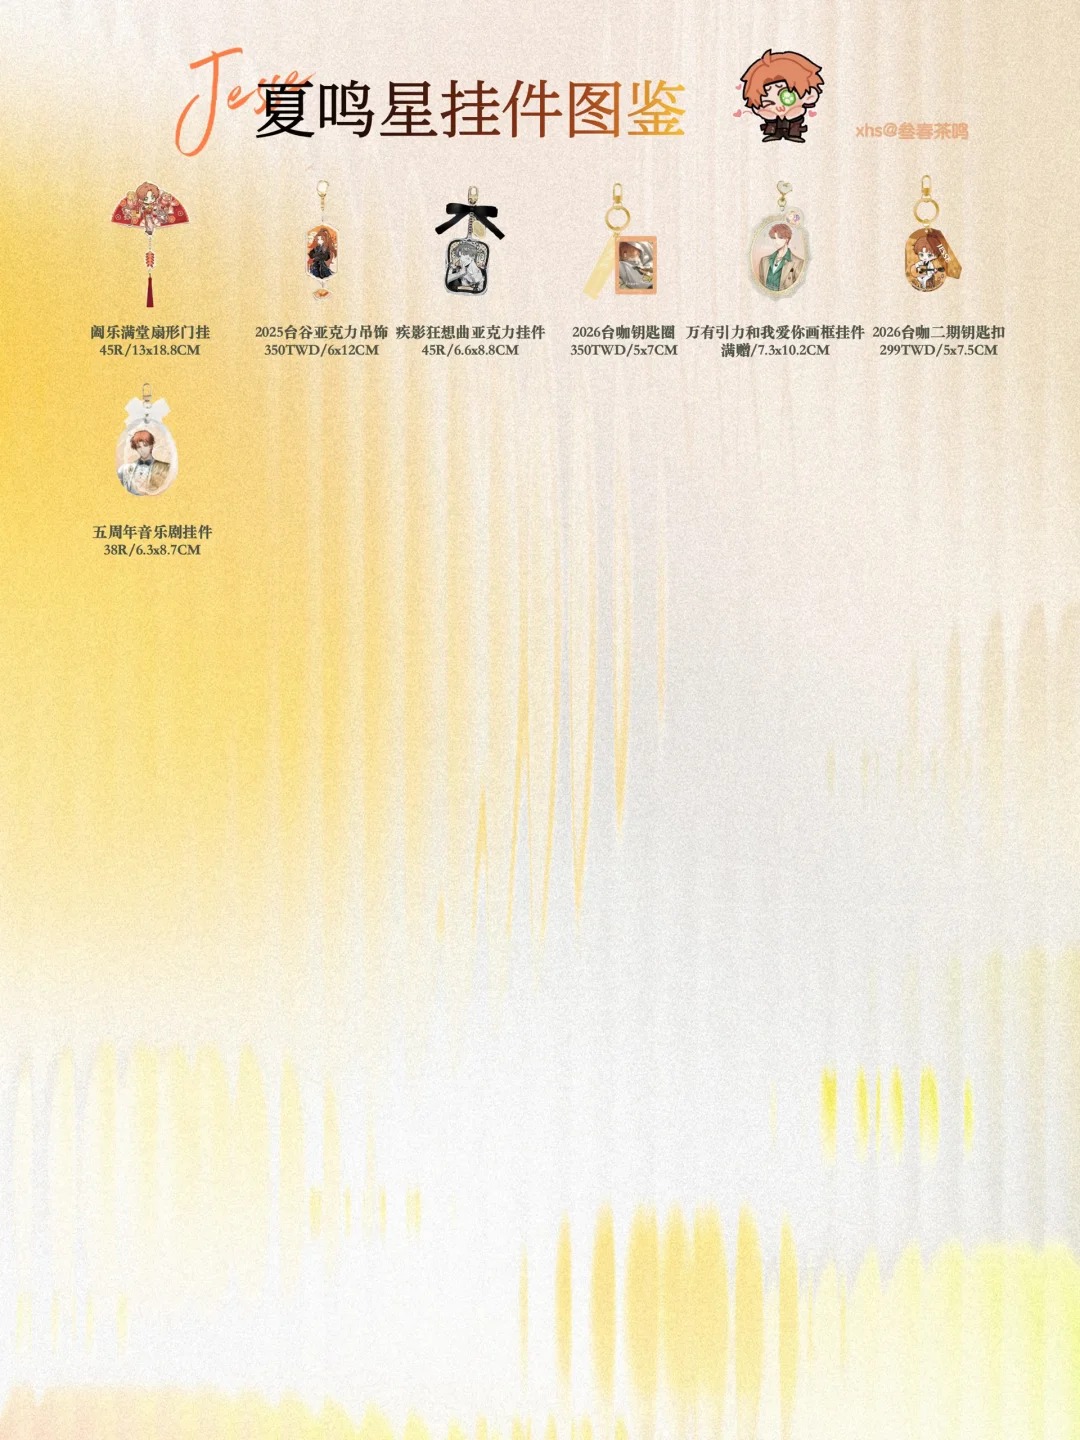 Jesse
夏鸣星挂件图鉴
xhs@叁春茶鸣
阖乐满堂扇形门挂
45R/13x18.8CM
2025台谷亚克力吊饰
350TWD/6x12CM
疾影狂想曲亚克力挂件
45R/6.6x8.8CM
2026台咖钥匙圈
350TWD/5x7CM
万有引力和我爱你画框挂件
满赠/7.3x10.2CM
2026台咖二期钥匙扣
299TWD/5x7.5CM
五周年音乐剧挂件
38R/6.3x8.7CM